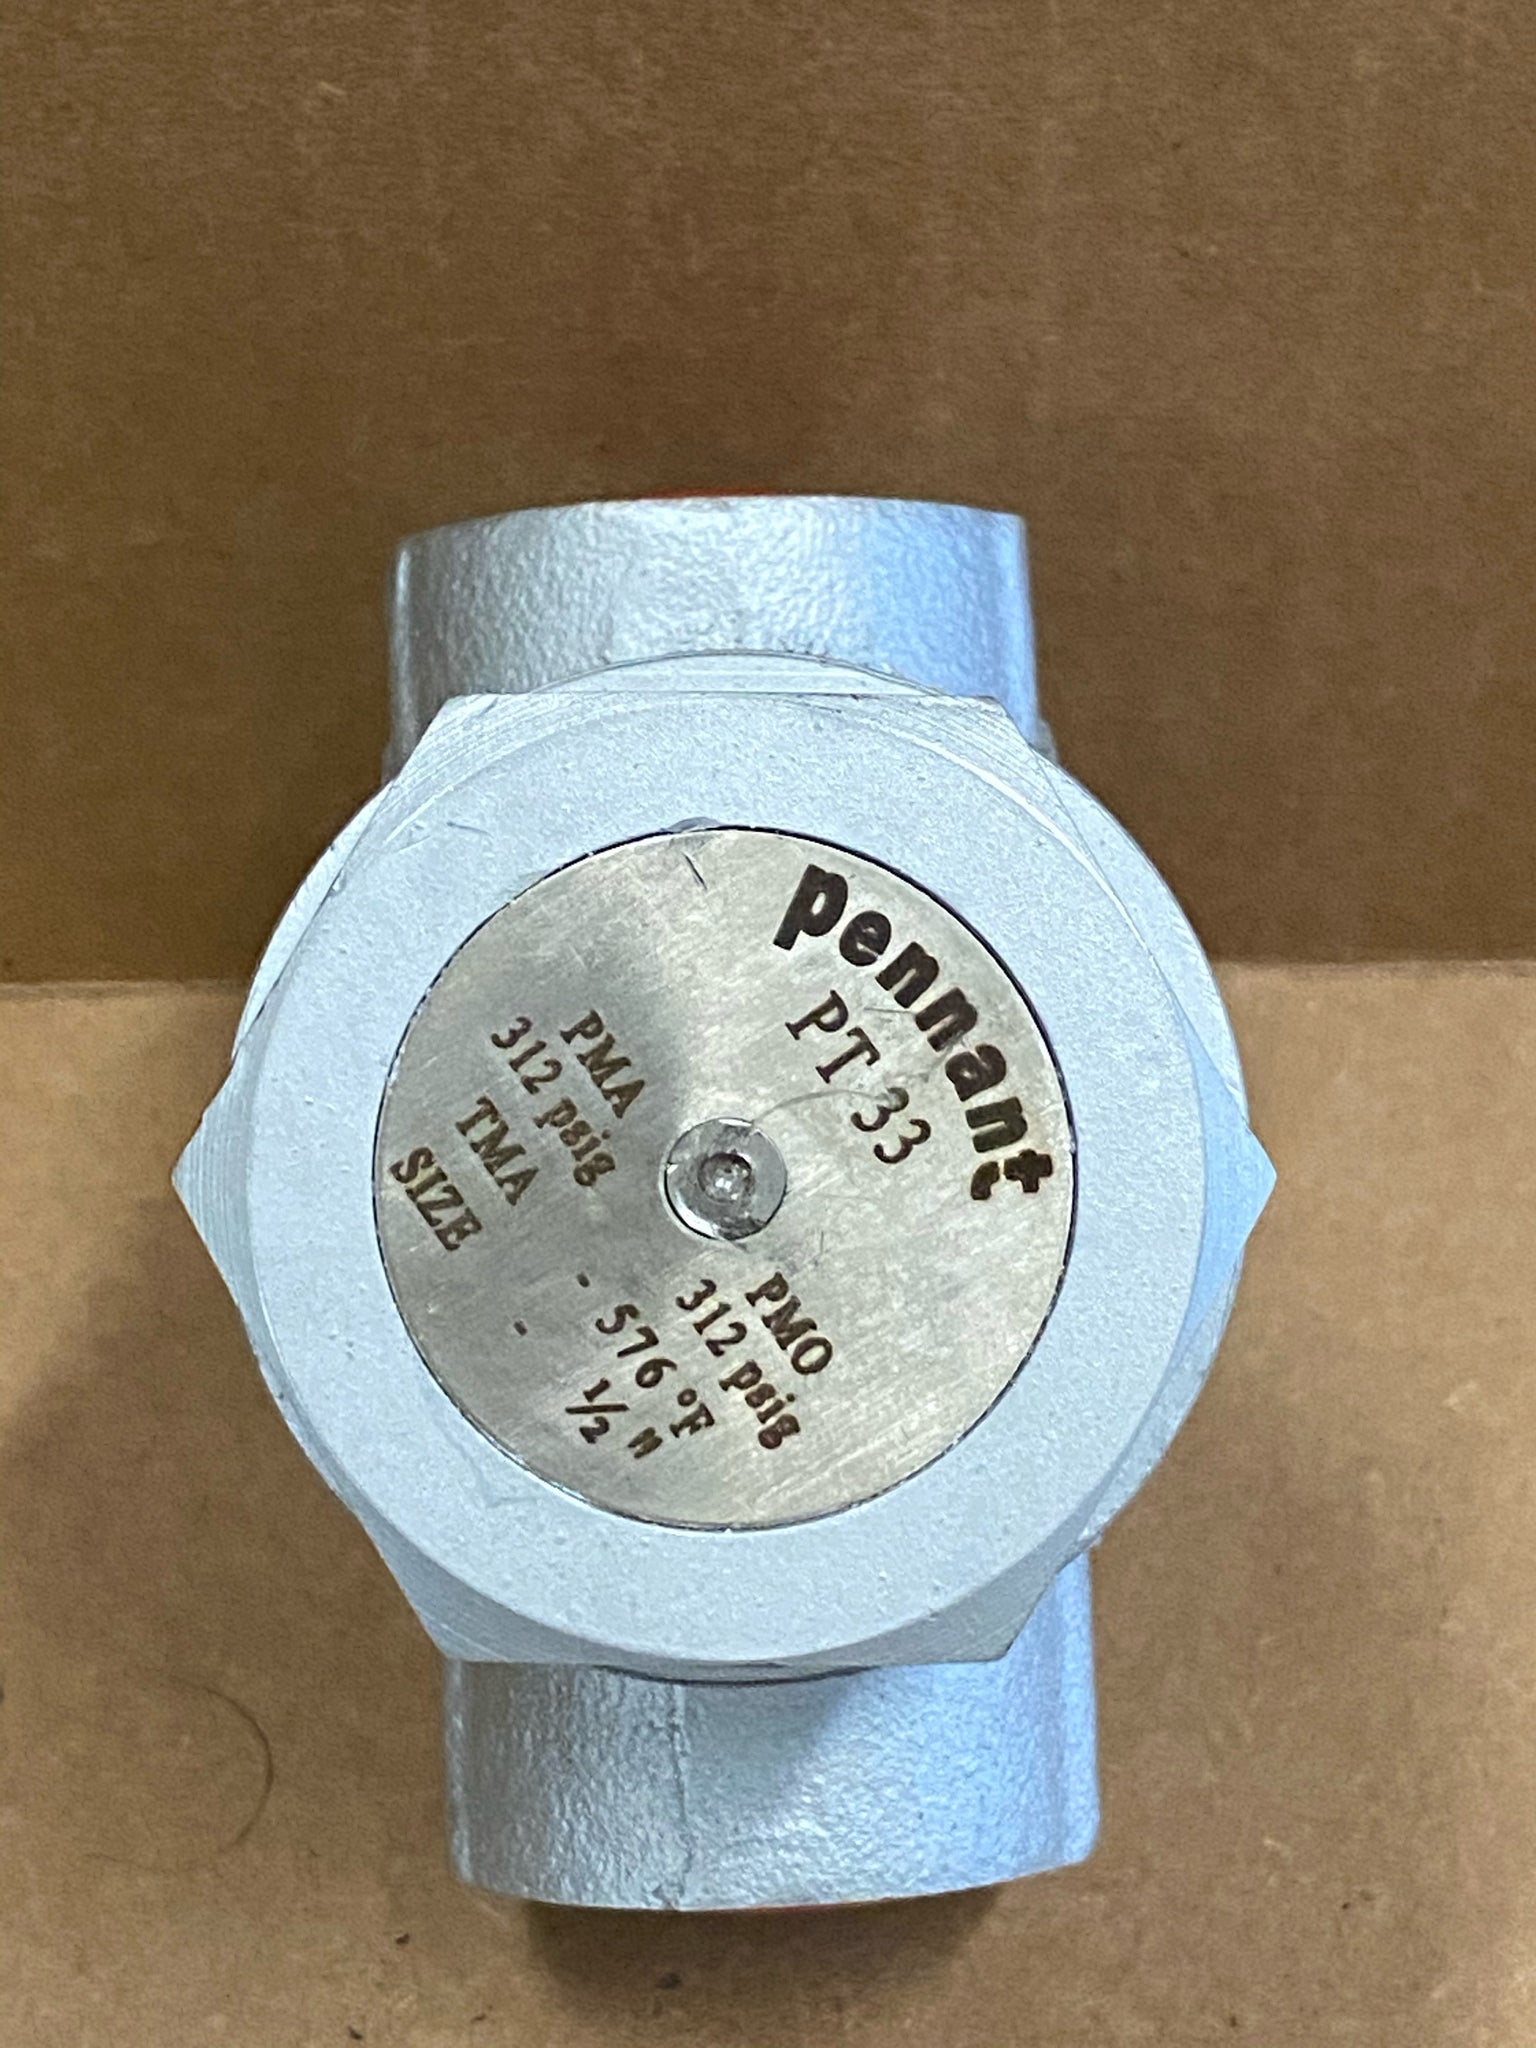 pennant
PT 33
PMA PMO
312 psig 312 psig
TMA - 576 °F
SIZE - 1/2 "